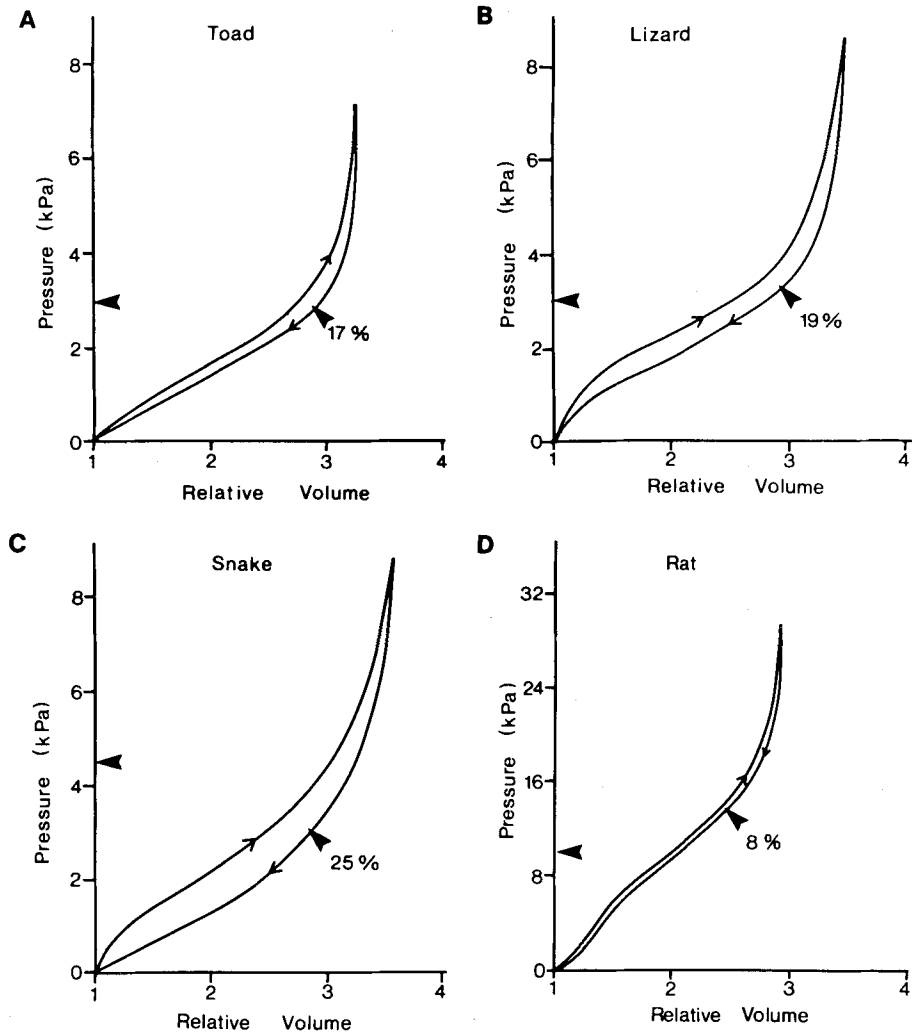 A
Toad
Pressure (kPa)
8
6
4
2
0
17 %
1 2 3 4
Relative Volume
B
Lizard
Pressure (kPa)
8
6
4
2
0
19 %
1 2 3 4
Relative Volume
C
Snake
Pressure (kPa)
8
6
4
2
0
25 %
1 2 3 4
Relative Volume
D
Rat
Pressure (kPa)
32
24
16
8
0
8 %
1 2 3 4
Relative Volume